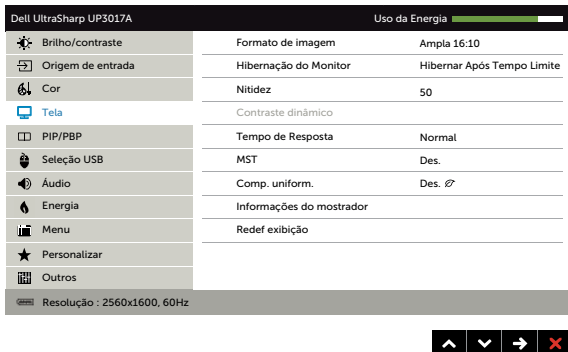 Dell UltraSharp UP3017A Uso da Energia
Brilho/contraste Formato de imagem Ampla 16:10
Origem de entrada Hibernação do Monitor Hibernar Após Tempo Limite
Cor Nitidez 50
Tela Contraste dinâmico
PIP/PBP Tempo de Resposta Normal
Seleção USB MST Des.
Áudio Comp. uniform. Des.
Energia Informações do mostrador
Menu Redef exibição
Personalizar
Outros
Resolução : 2560x1600, 60Hz